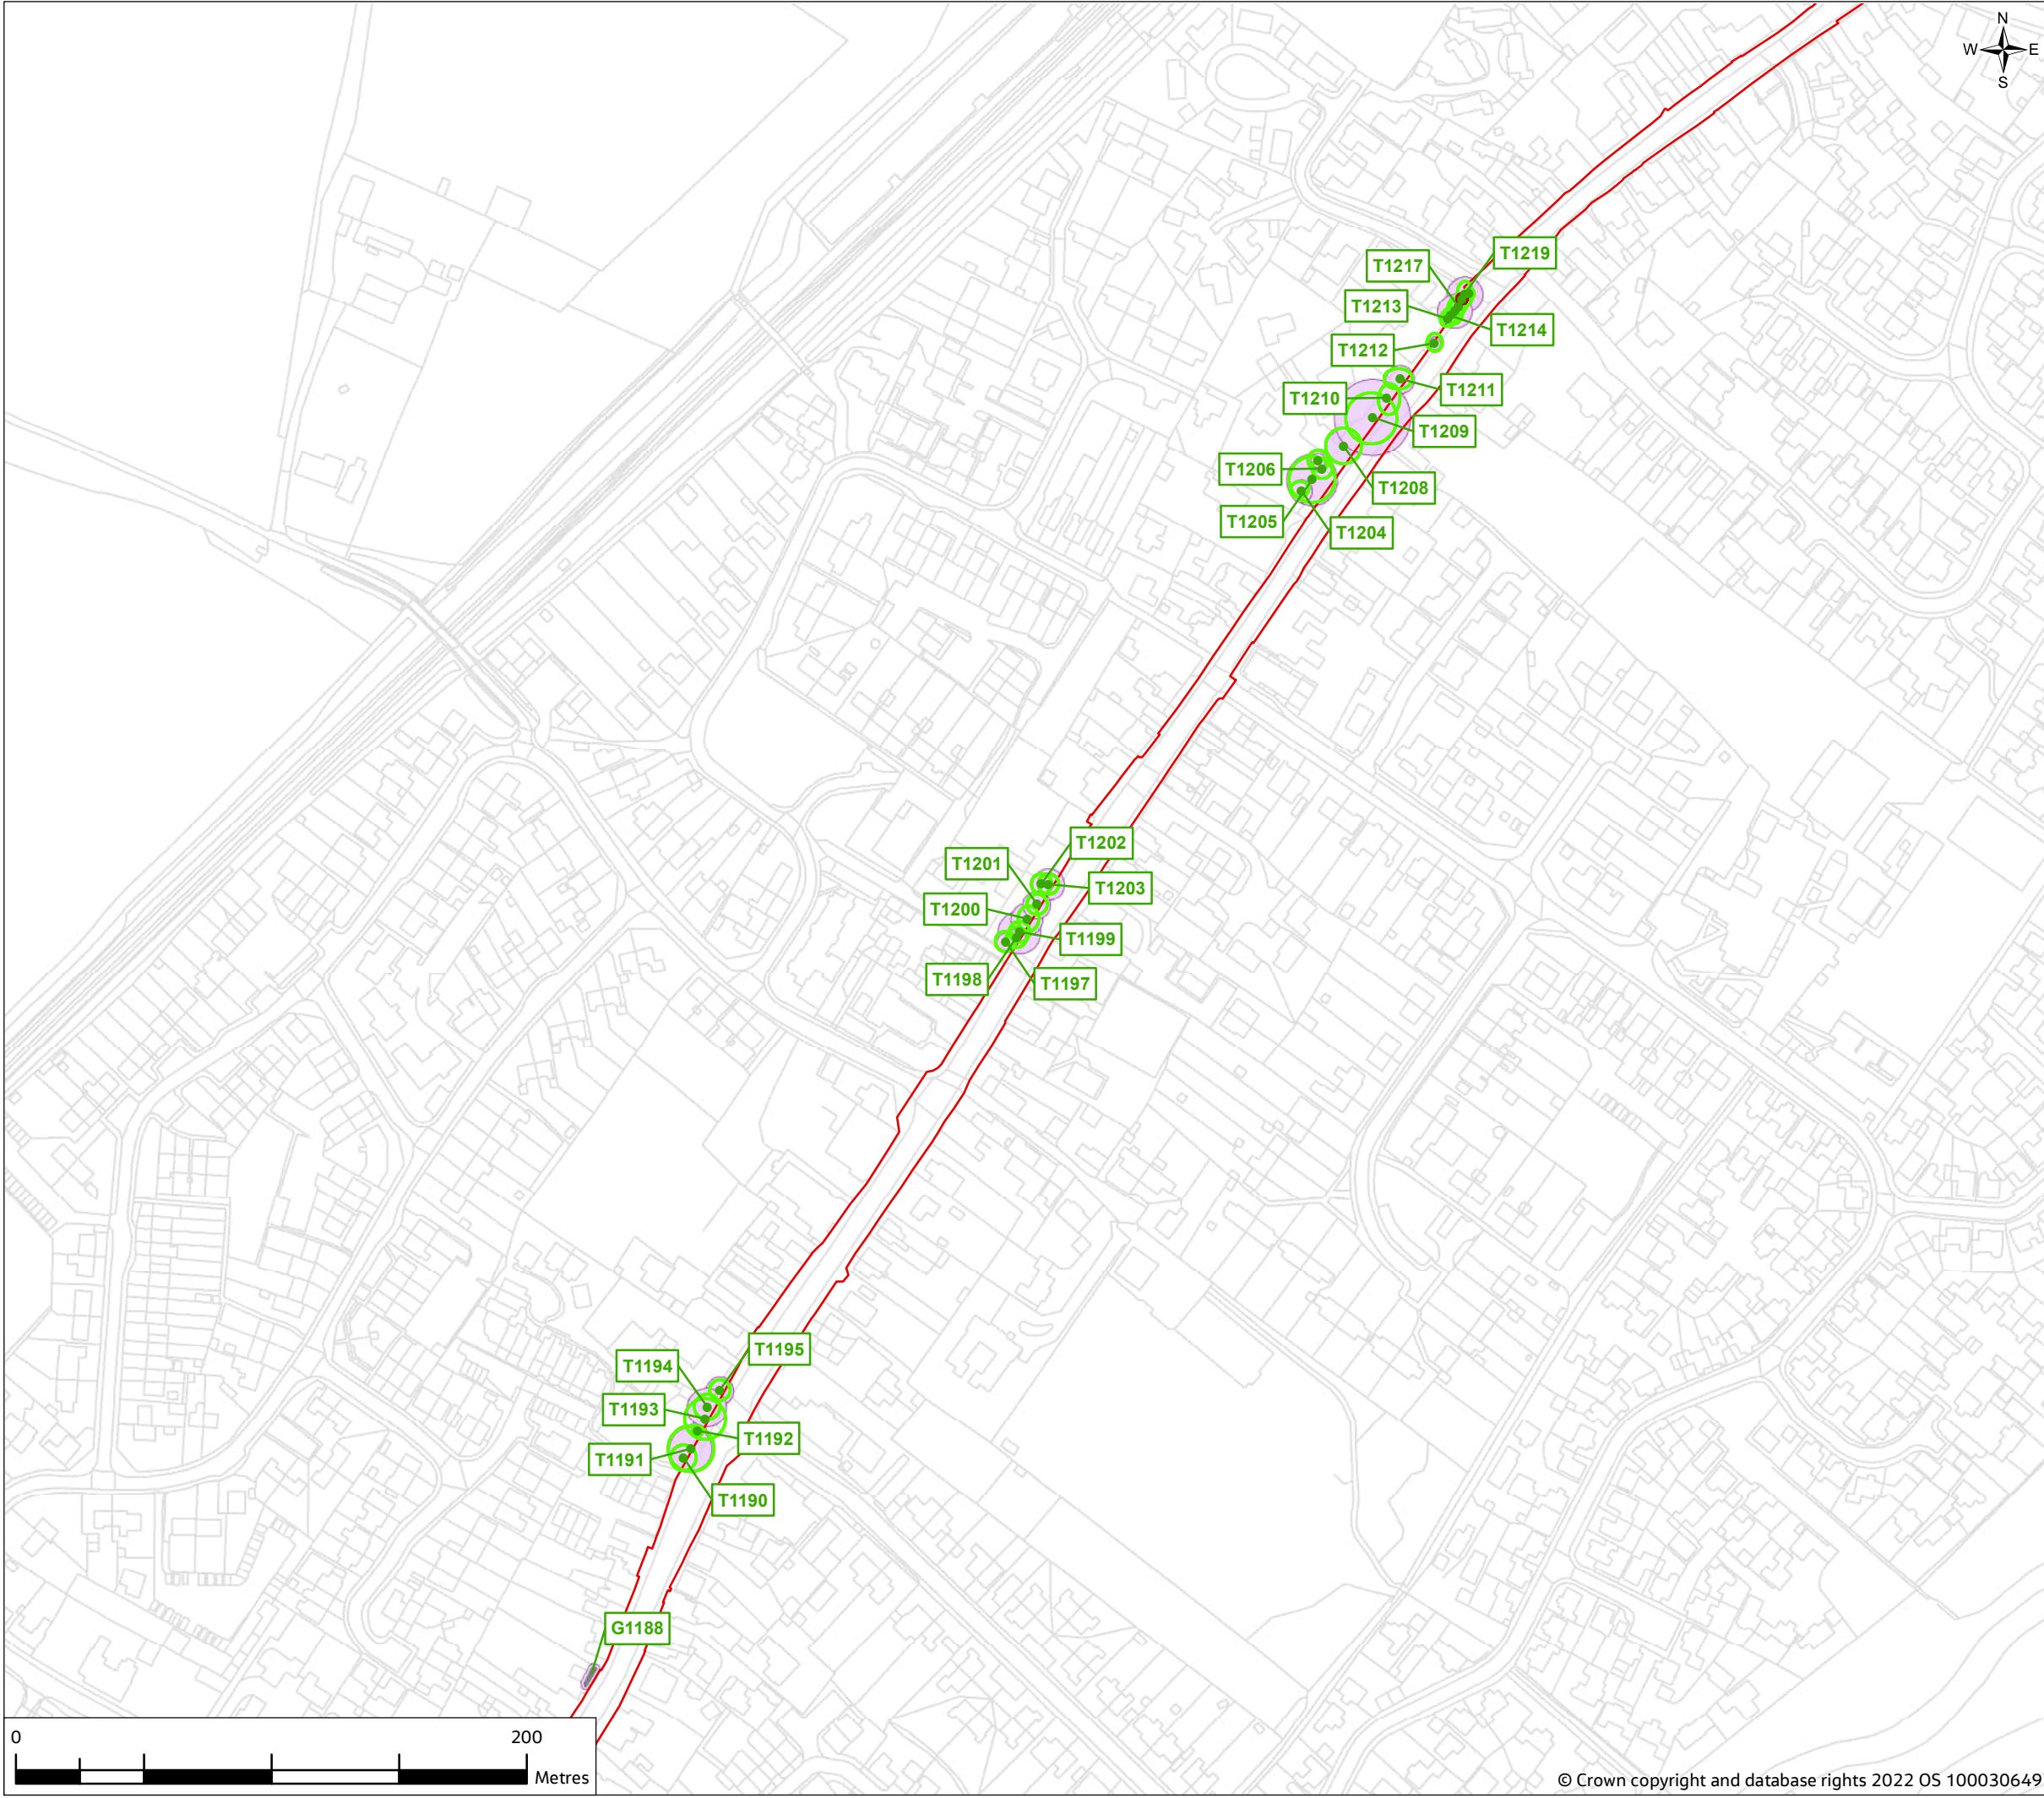 N
W E
S
T1219
T1217
T1213
T1214
T1212
T1211
T1210
T1209
T1206
T1208
T1205
T1204
T1202
T1201
T1203
T1200
T1199
T1198
T1197
T1195
T1194
T1193
T1192
T1191
T1190
G1188
0 200
Metres
© Crown copyright and database rights 2022 OS 100030649